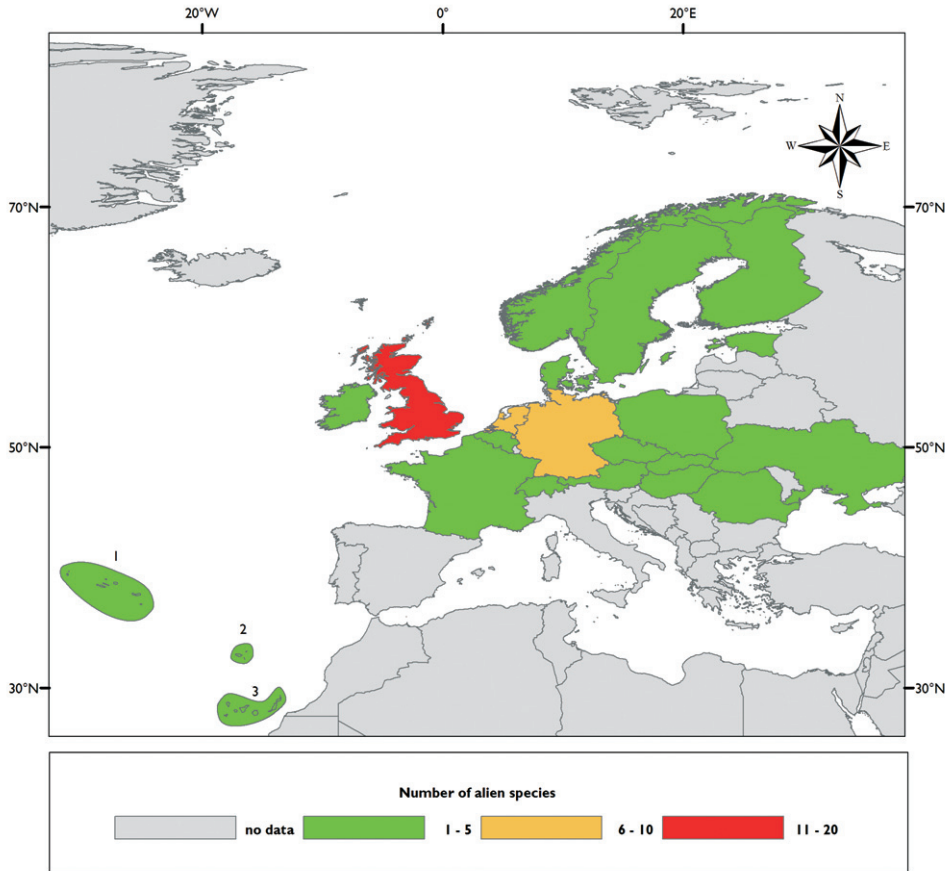 20°W 0° 20°E
N
W E
S
70°N 70°N
50°N 50°N
1
2
3
30°N 30°N
Number of alien species
no data 1 - 5 6 - 10 11 - 20